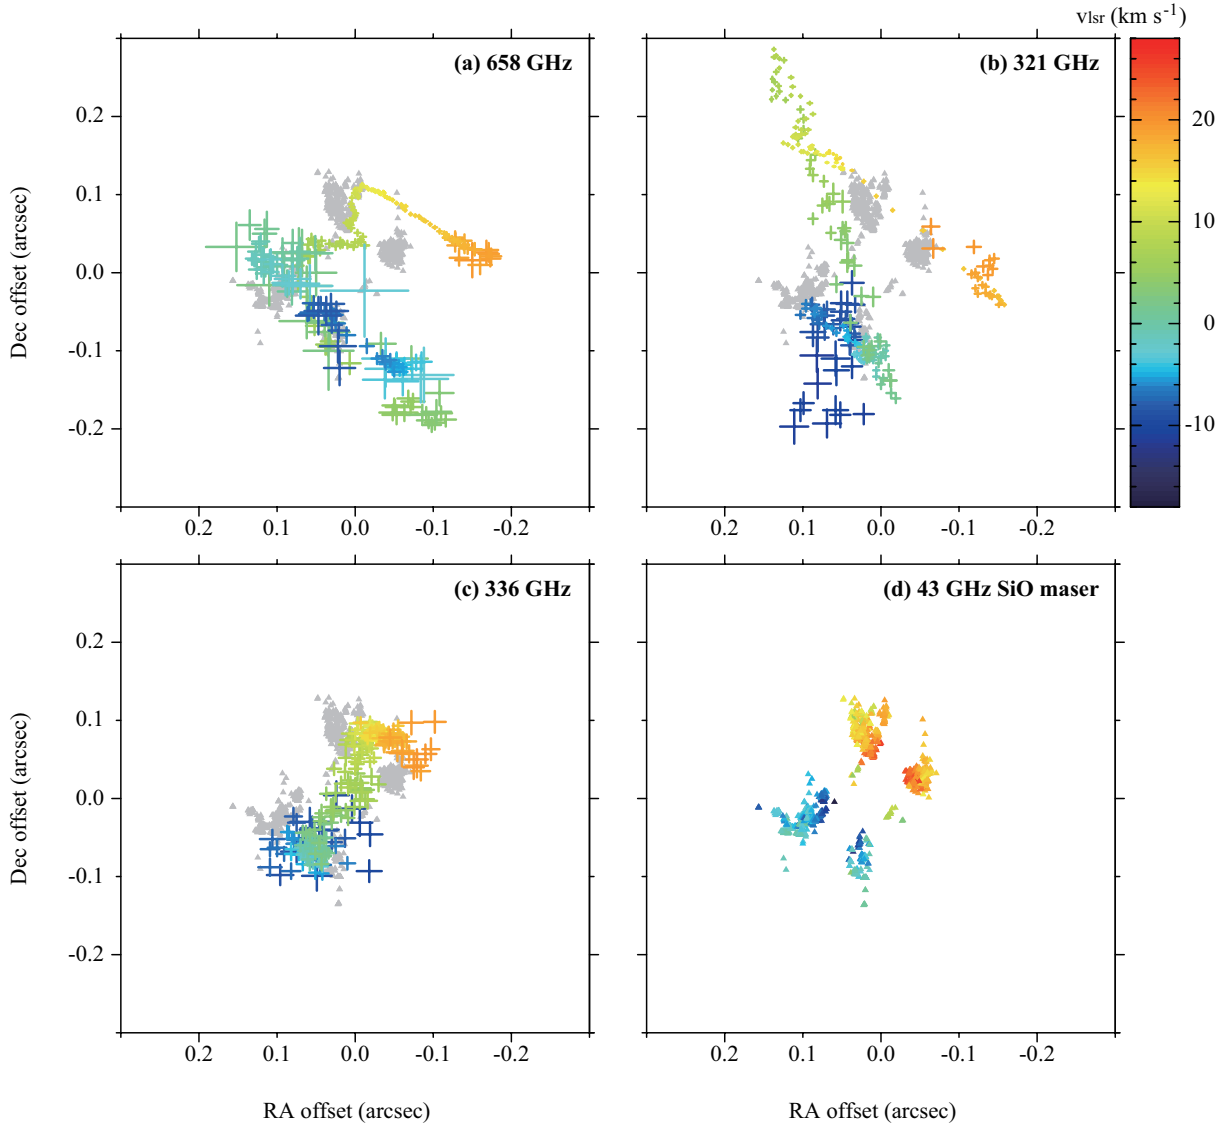 Vlsr (km s⁻¹)
(a) 658 GHz
(b) 321 GHz
0.2
0.1
0.0
-0.1
-0.2
Dec offset (arcsec)
20
10
0
-10
0.2 0.1 0.0 -0.1 -0.2
0.2 0.1 0.0 -0.1 -0.2
(c) 336 GHz
(d) 43 GHz SiO maser
0.2
0.1
0.0
-0.1
-0.2
Dec offset (arcsec)
0.2 0.1 0.0 -0.1 -0.2
0.2 0.1 0.0 -0.1 -0.2
RA offset (arcsec)
RA offset (arcsec)